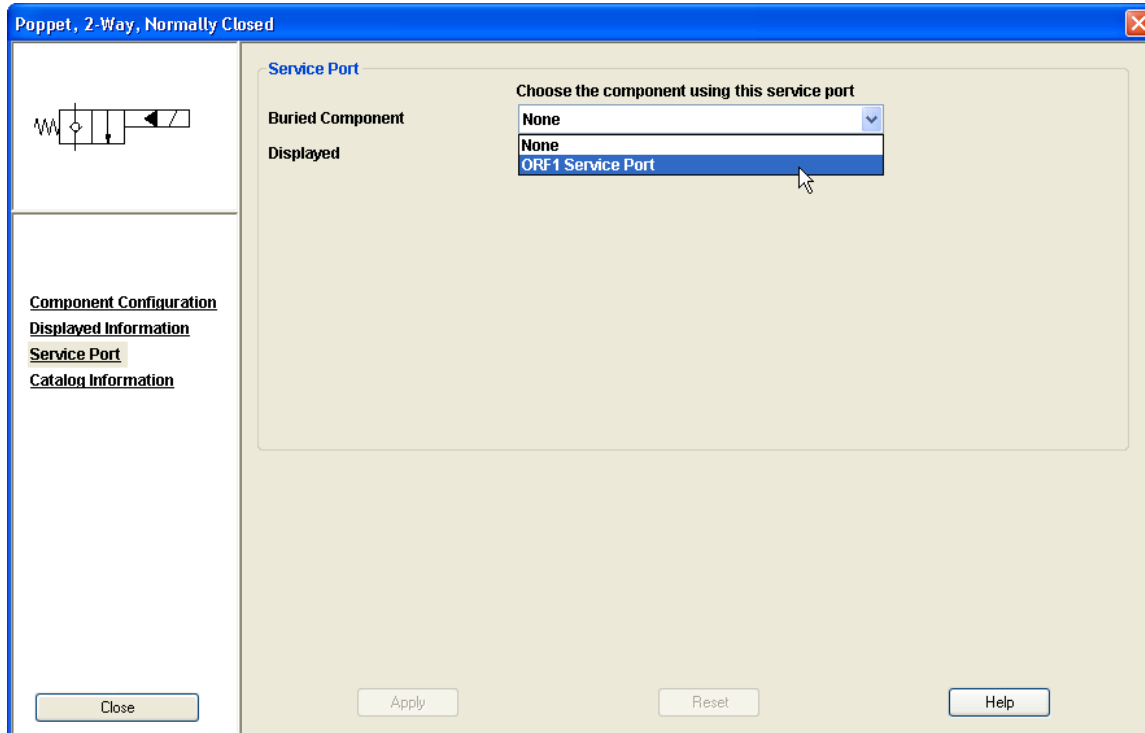 Poppet, 2-Way, Normally Closed
Service Port
Choose the component using this service port
Buried Component
None
Displayed
None
ORF1 Service Port
Component Configuration
Displayed Information
Service Port
Catalog Information
Close
Apply
Reset
Help